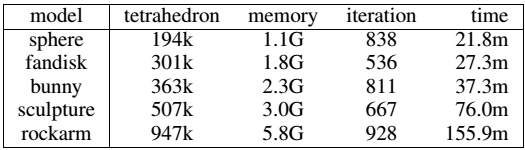 model tetrahedron memory iteration time
sphere 194k 1.1G 838 21.8m
fandisk 301k 1.8G 536 27.3m
bunny 363k 2.3G 811 37.3m
sculpture 507k 3.0G 667 76.0m
rockarm 947k 5.8G 928 155.9m